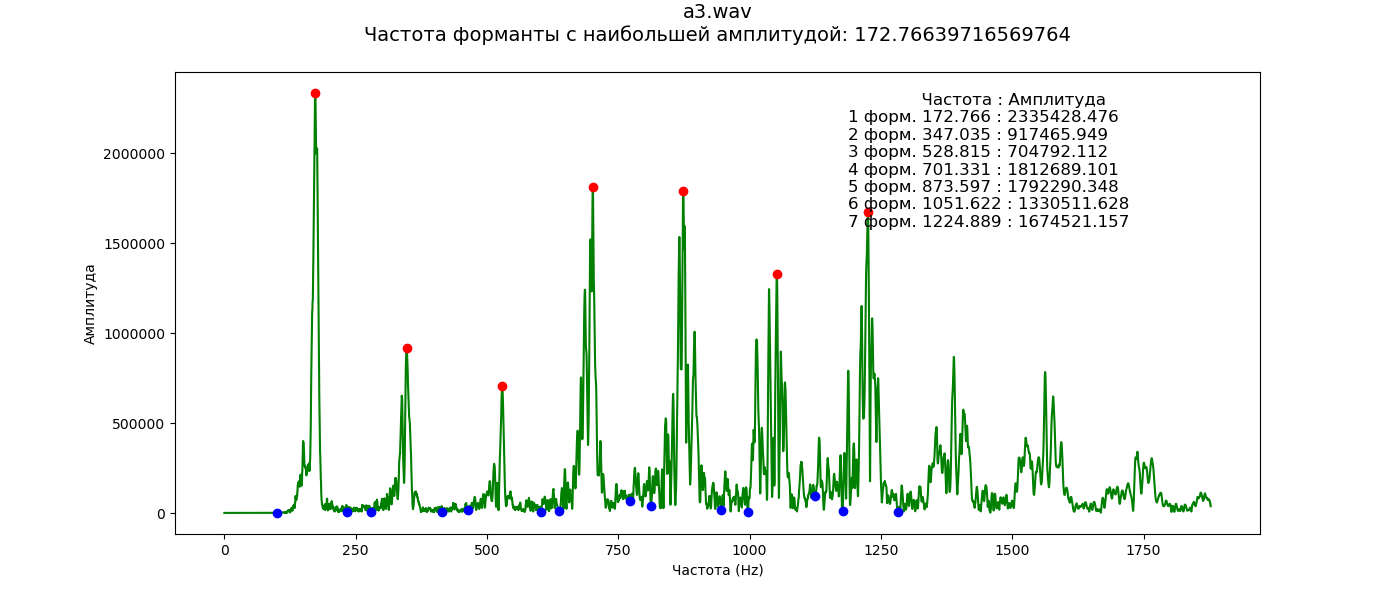 a3.wav
Частота форманты с наибольшей амплитудой: 172.76639716569764
Частота : Амплитуда
1 форм. 172.766 : 2335428.476
2 форм. 347.035 : 917465.949
3 форм. 528.815 : 704792.112
4 форм. 701.331 : 1812689.101
5 форм. 873.597 : 1792290.348
6 форм. 1051.622 : 1330511.628
7 форм. 1224.889 : 1674521.157
2000000
1500000
1000000
500000
0
Амплитуда
0 250 500 750 1000 1250 1500 1750
Частота (Hz)